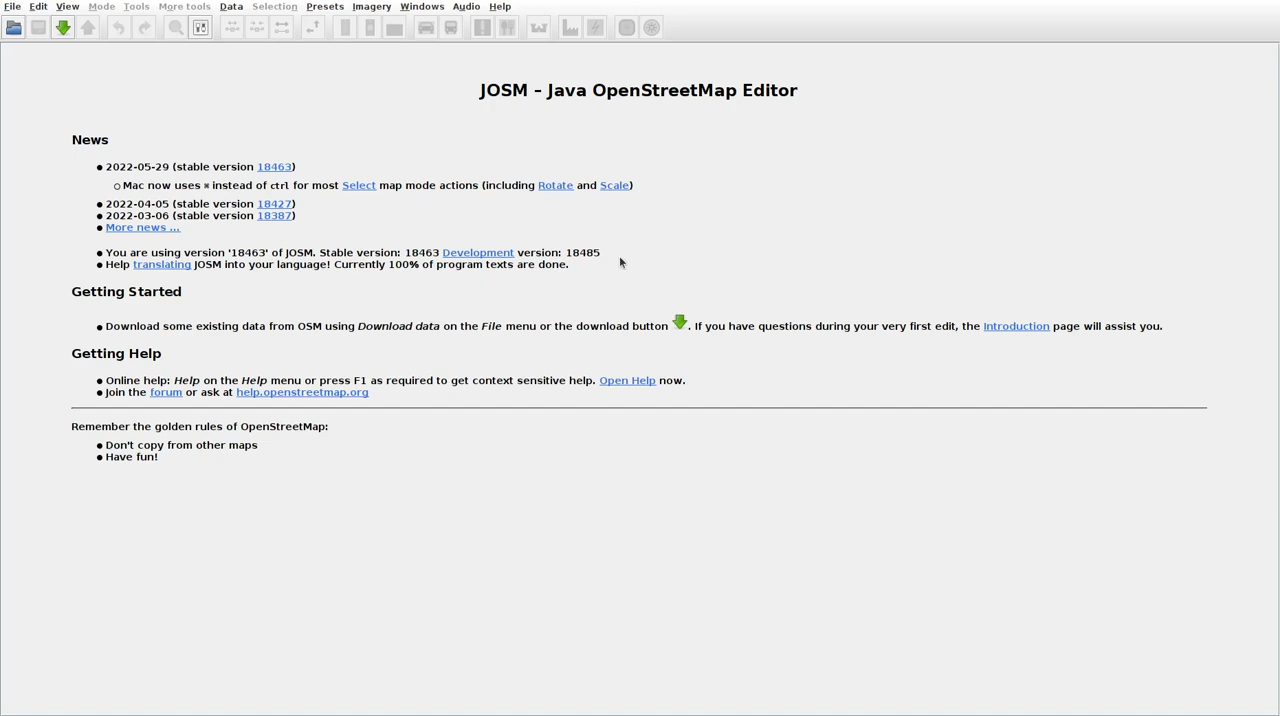 File Edit View Mode Tools More tools Data Selection Presets Imagery Windows Audio Help
JOSM – Java OpenStreetMap Editor
News
2022-05-29 (stable version 18463)
Mac now uses ⌘ instead of ctrl for most Select map mode actions (including Rotate and Scale)
2022-04-05 (stable version 18427)
2022-03-06 (stable version 18387)
More news ...
You are using version '18463' of JOSM. Stable version: 18463 Development version: 18485
Help translating JOSM into your language! Currently 100% of program texts are done.
Getting Started
Download some existing data from OSM using Download data on the File menu or the download button . If you have questions during your very first edit, the Introduction page will assist you.
Getting Help
Online help: Help on the Help menu or press F1 as required to get context sensitive help. Open Help now.
Join the forum or ask at help.openstreetmap.org
Remember the golden rules of OpenStreetMap:
Don't copy from other maps
Have fun!